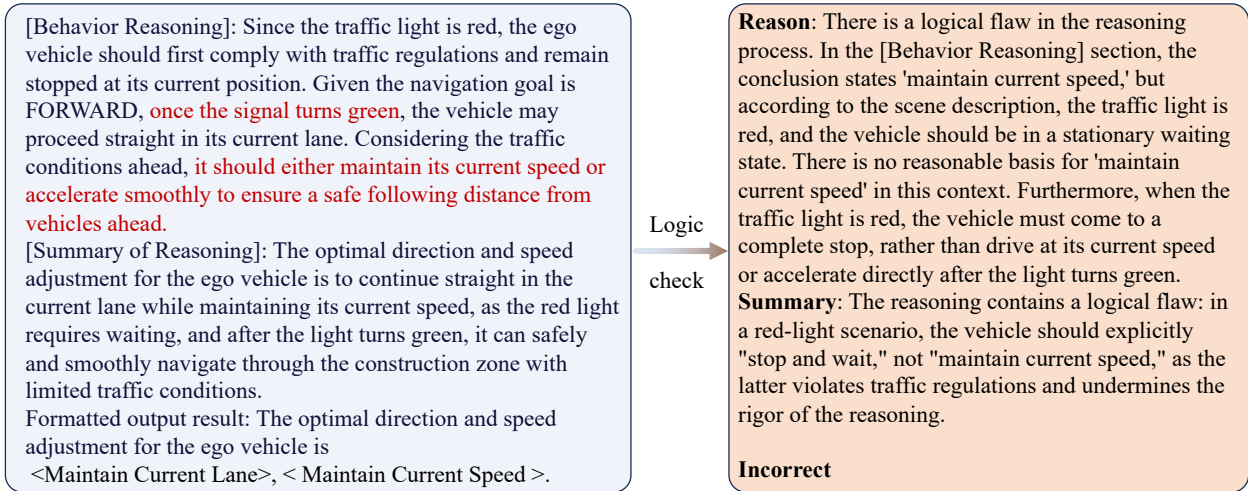 [Behavior Reasoning]: Since the traffic light is red, the ego
vehicle should first comply with traffic regulations and remain
stopped at its current position. Given the navigation goal is
FORWARD, once the signal turns green, the vehicle may
proceed straight in its current lane. Considering the traffic
conditions ahead, it should either maintain its current speed or
accelerate smoothly to ensure a safe following distance from
vehicles ahead.
[Summary of Reasoning]: The optimal direction and speed
adjustment for the ego vehicle is to continue straight in the
current lane while maintaining its current speed, as the red light
requires waiting, and after the light turns green, it can safely
and smoothly navigate through the construction zone with
limited traffic conditions.
Formatted output result: The optimal direction and speed
adjustment for the ego vehicle is
<Maintain Current Lane>, < Maintain Current Speed >.
Logic
check
Reason: There is a logical flaw in the reasoning
process. In the [Behavior Reasoning] section, the
conclusion states 'maintain current speed,' but
according to the scene description, the traffic light is
red, and the vehicle should be in a stationary waiting
state. There is no reasonable basis for 'maintain
current speed' in this context. Furthermore, when the
traffic light is red, the vehicle must come to a
complete stop, rather than drive at its current speed
or accelerate directly after the light turns green.
Summary: The reasoning contains a logical flaw: in
a red-light scenario, the vehicle should explicitly
"stop and wait," not "maintain current speed," as the
latter violates traffic regulations and undermines the
rigor of the reasoning.
Incorrect